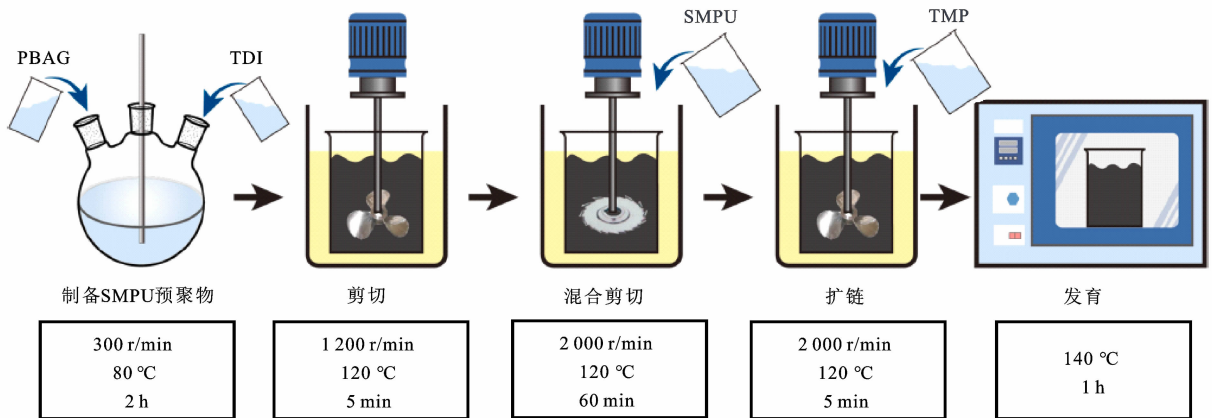 PBAG
TDI
SMPU
TMP
制备SMPU预聚物
剪切
混合剪切
扩链
发育
300 r/min
80 ℃
2 h
1 200 r/min
120 ℃
5 min
2 000 r/min
120 ℃
60 min
2 000 r/min
120 ℃
5 min
140 ℃
1 h